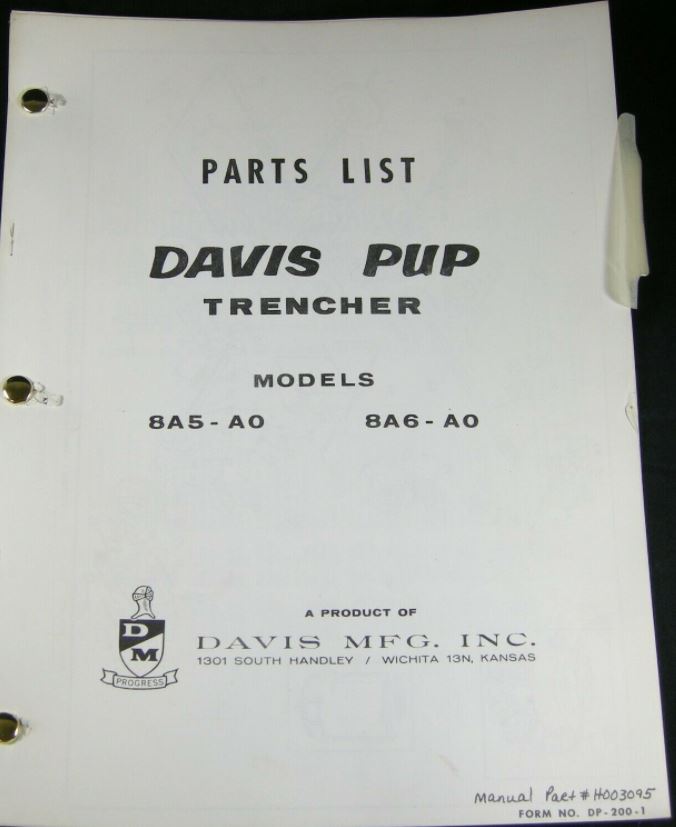 PARTS LIST
DAVIS PUP
TRENCHER
MODELS
8A5-A0 8A6-A0
A PRODUCT OF
DM
PROGRESS
DAVIS MFG. INC.
1301 SOUTH HANDLEY / WICHITA 13N, KANSAS
Manual Part # H003095
FORM NO. DP-200-1